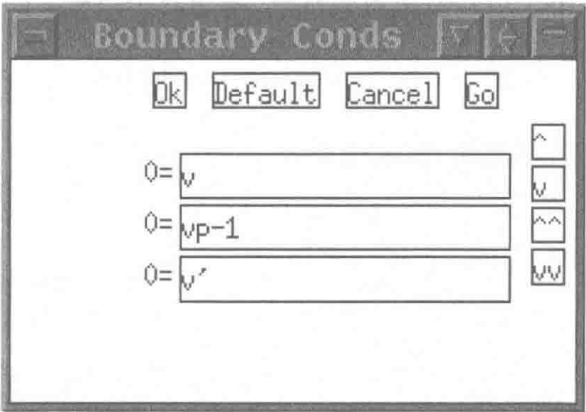 Boundary Conds
Ok Default Cancel Go
^
0= v
v
0= vp-1
^^
0= v'
vv